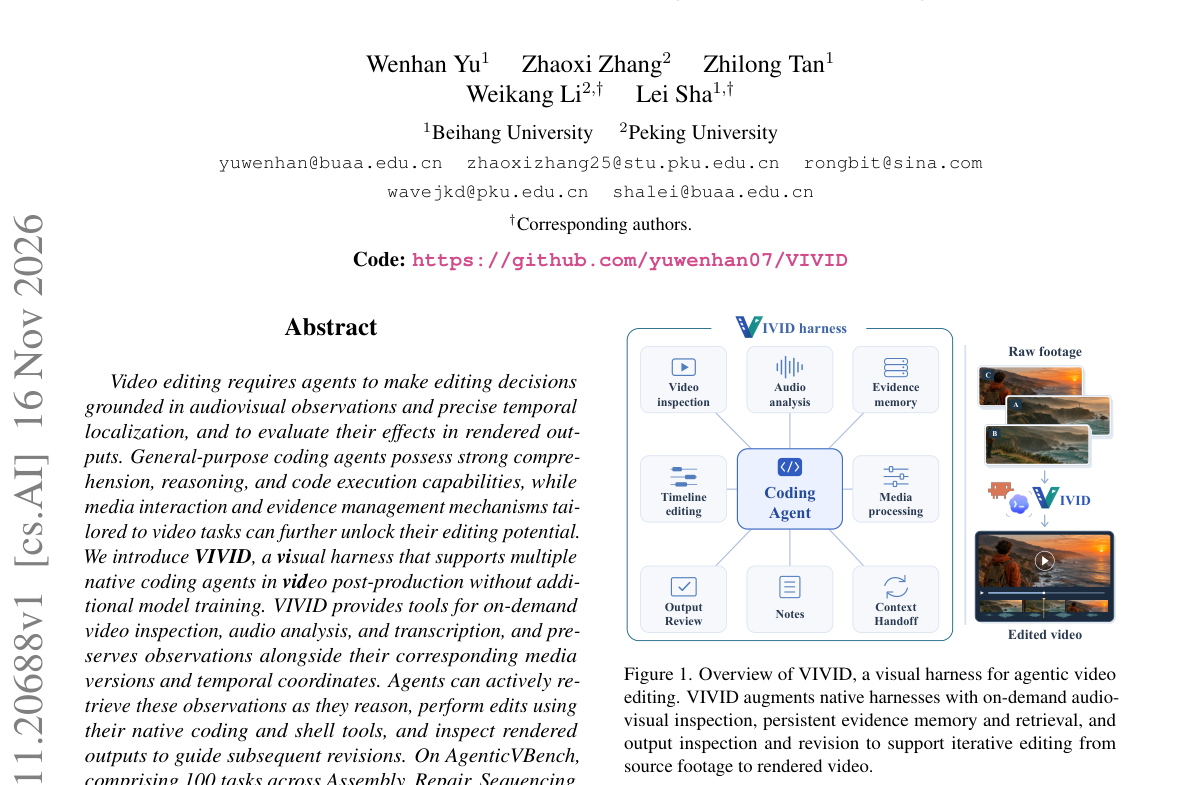 Wenhan Yu¹ Zhaoxi Zhang² Zhilong Tan¹
Weikang Li²,† Lei Sha¹,†
¹Beihang University ²Peking University
yuwenhan@buaa.edu.cn zhaoxizhang25@stu.pku.edu.cn rongbit@sina.com
wavejkd@pku.edu.cn shalei@buaa.edu.cn
†Corresponding authors.
Code: https://github.com/yuwenhan07/VIVID
11.20688v1 [cs.AI] 16 Nov 2026
Abstract
Video editing requires agents to make editing decisions
grounded in audiovisual observations and precise temporal
localization, and to evaluate their effects in rendered out-
puts. General-purpose coding agents possess strong compre-
hension, reasoning, and code execution capabilities, while
media interaction and evidence management mechanisms tai-
lored to video tasks can further unlock their editing potential.
We introduce VIVID, a visual harness that supports multiple
native coding agents in video post-production without addi-
tional model training. VIVID provides tools for on-demand
video inspection, audio analysis, and transcription, and pre-
serves observations alongside their corresponding media
versions and temporal coordinates. Agents can actively re-
trieve these observations as they reason, perform edits using
their native coding and shell tools, and inspect rendered
outputs to guide subsequent revisions. On AgenticVBench,
comprising 100 tasks across Assembly, Repair, Sequencing,
VIVID harness
Video
inspection
Audio
analysis
Evidence
memory
Timeline
editing
Coding
Agent
Media
processing
Output
Review
Notes
Context
Handoff
Raw footage
C
A
B
VIVID
Edited video
Figure 1. Overview of VIVID, a visual harness for agentic video
editing. VIVID augments native harnesses with on-demand audio-
visual inspection, persistent evidence memory and retrieval, and
output inspection and revision to support iterative editing from
source footage to rendered video.